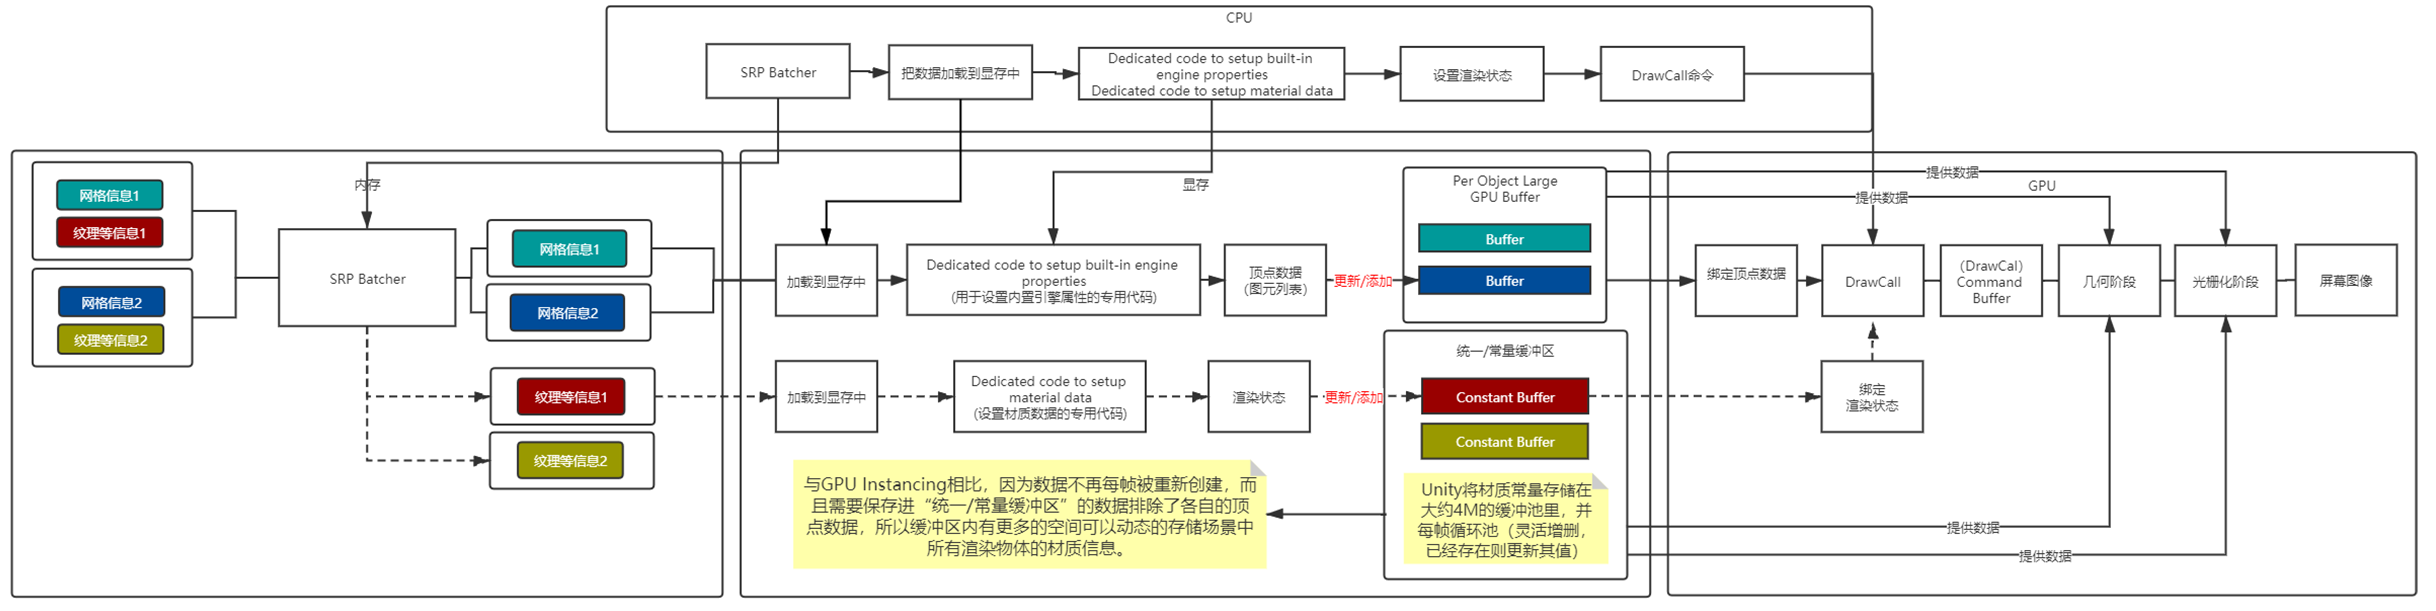 CPU
SRP Batcher
把数据加载到显存中
Dedicated code to setup built-in
engine properties
Dedicated code to setup material data
设置渲染状态
DrawCall命令
内存
网格信息1
纹理等信息1
网格信息2
纹理等信息2
SRP Batcher
网格信息1
网格信息2
纹理等信息1
纹理等信息2
显存
加载到显存中
Dedicated code to setup built-in engine
properties
(用于设置内置引擎属性的专用代码)
顶点数据
(图元列表)
更新/添加
Per Object Large
GPU Buffer
Buffer
Buffer
加载到显存中
Dedicated code to setup
material data
(设置材质数据的专用代码)
渲染状态
更新/添加
统一/常量缓冲区
Constant Buffer
Constant Buffer
与GPU Instancing相比，因为数据不再每帧被重新创建，而
且需要保存进“统一/常量缓冲区”的数据排除了各自的顶
点数据，所以缓冲区内有更多的空间可以动态的存储场景中
所有渲染物体的材质信息。
Unity将材质常量存储在
大约4M的缓冲池里，并
每帧循环池（灵活增删，
已经存在则更新其值）
GPU
提供数据
提供数据
绑定顶点数据
DrawCall
(DrawCal)
Command
Buffer
几何阶段
光栅化阶段
屏幕图像
绑定
渲染状态
提供数据
提供数据